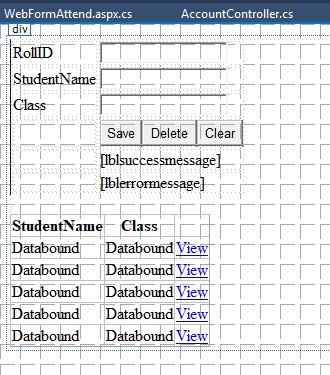 WebFormAttend.aspx.cs AccountController.cs
div
RollID
StudentName
Class
Save Delete Clear
[lblsuccessmessage]
[lblerrormessage]
StudentName Class
Databound Databound View
Databound Databound View
Databound Databound View
Databound Databound View
Databound Databound View